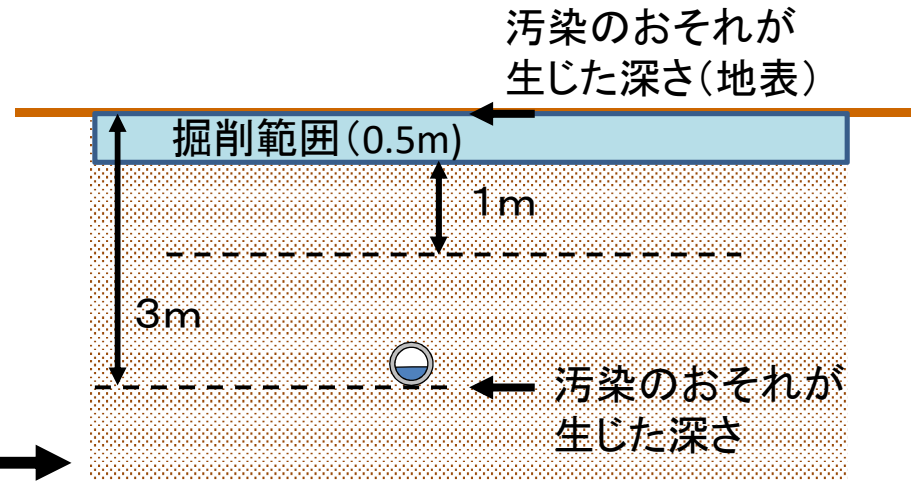 汚染のおそれが
生じた深さ(地表)
掘削範囲(0.5m)
1m
3m
汚染のおそれが
生じた深さ